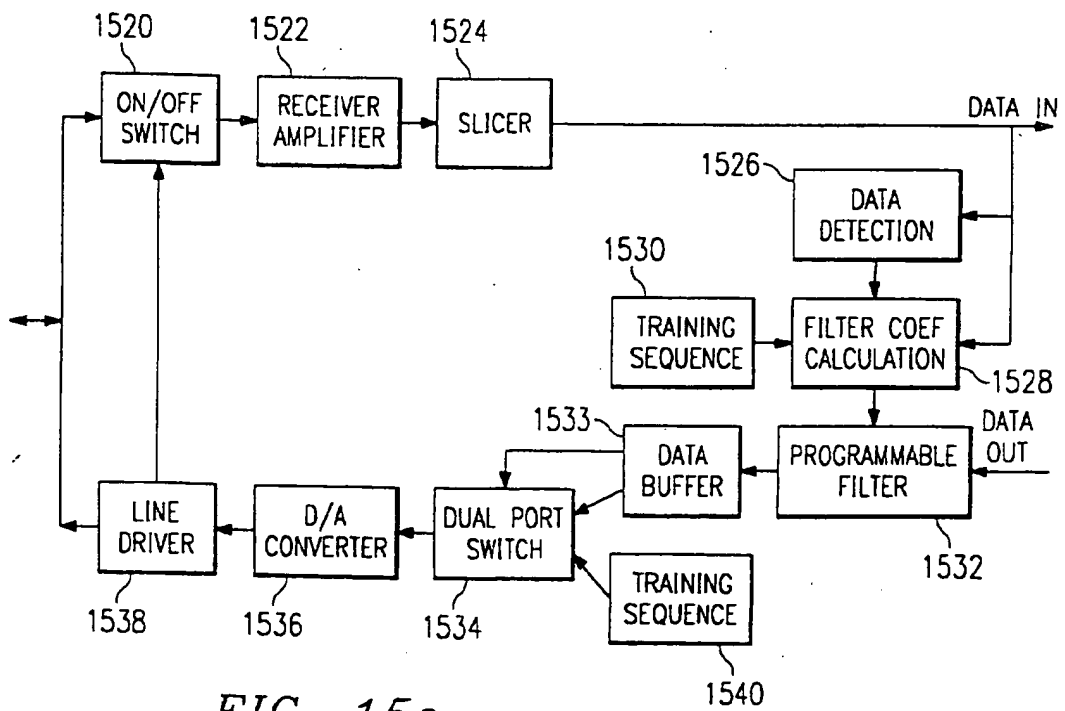 1520
1522
1524
ON/OFF
SWITCH
RECEIVER
AMPLIFIER
SLICER
DATA IN
1526
DATA
DETECTION
1530
TRAINING
SEQUENCE
FILTER COEF
CALCULATION
1528
1533
DATA
BUFFER
PROGRAMMABLE
FILTER
DATA
OUT
1532
LINE
DRIVER
D/A
CONVERTER
DUAL PORT
SWITCH
TRAINING
SEQUENCE
1538
1536
1534
1540